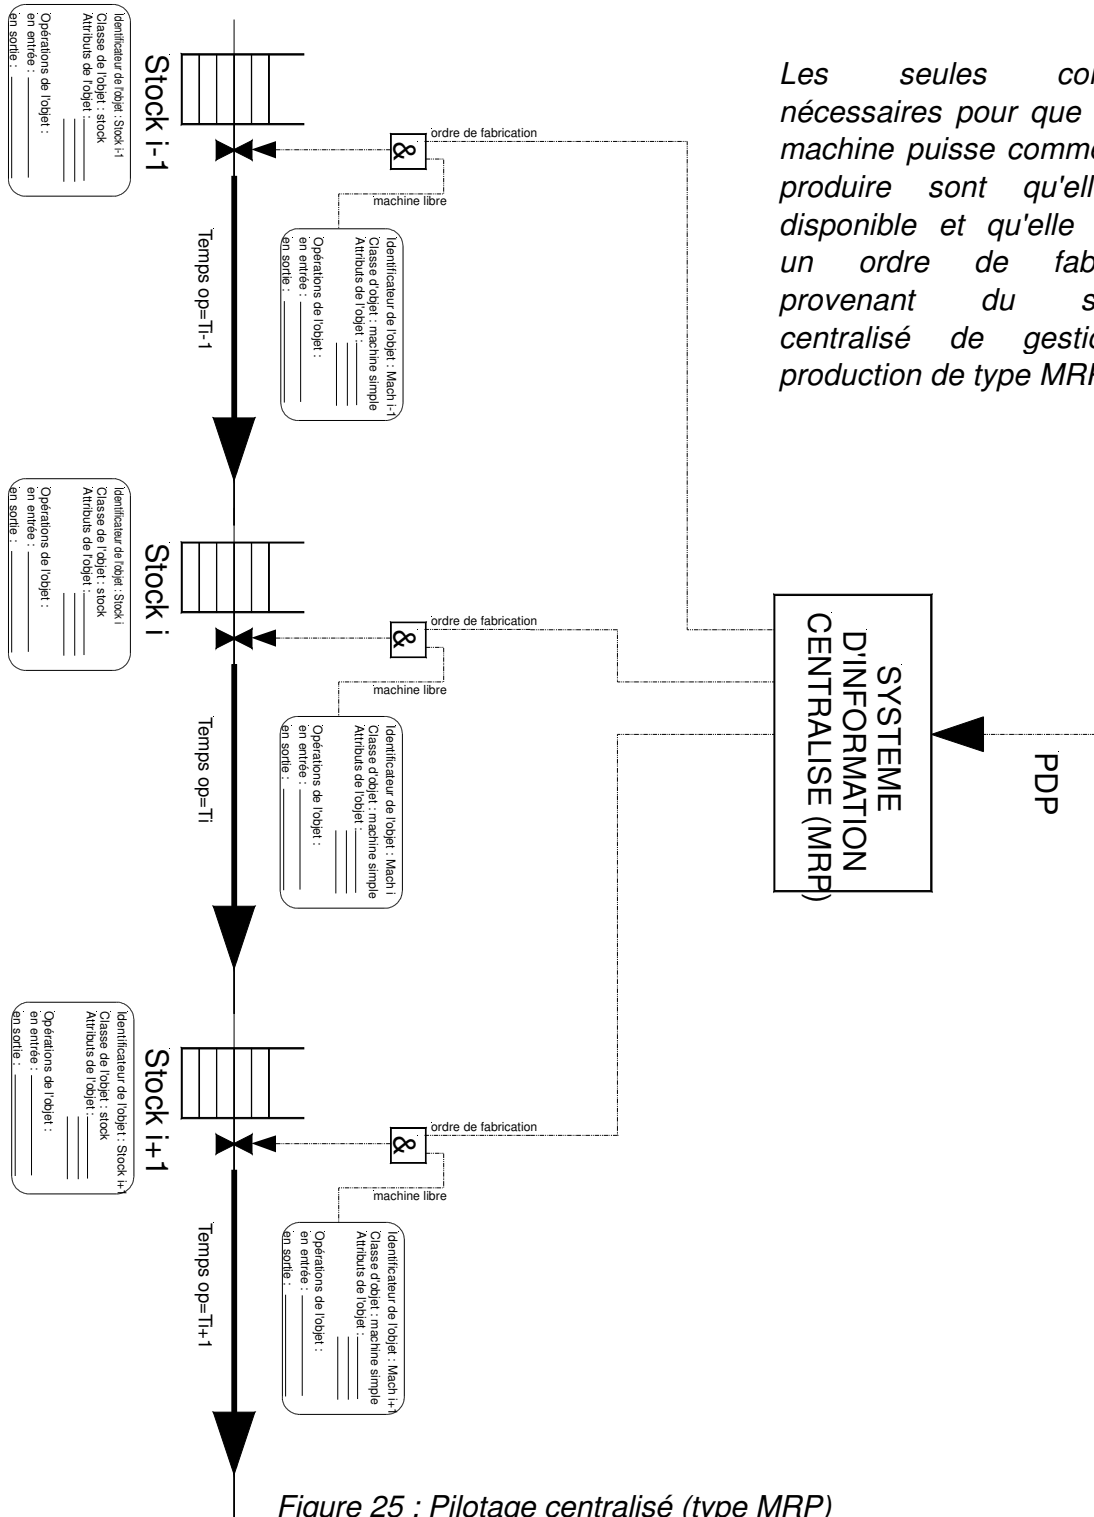 Les seules con
nécessaires pour que
machine puisse comme
produire sont qu'ell
disponible et qu'elle
un ordre de fab
provenant du s
centralisé de gestio
production de type MRP
Identificateur de l'objet : Stock i-1
Classe de l'objet : stock
Attributs de l'objet :
Opérations de l'objet :
en entrée :
en sortie :
Stock i-1
&
ordre de fabrication
machine libre
Temps op=Ti-1
Identificateur de l'objet : Mach i-1
Classe d'objet : machine simple
Attributs de l'objet :
Opérations de l'objet :
en entrée :
en sortie :
Identificateur de l'objet : Stock i
Classe de l'objet : stock
Attributs de l'objet :
Opérations de l'objet :
en entrée :
en sortie :
Stock i
&
ordre de fabrication
machine libre
Temps op=Ti
Identificateur de l'objet : Mach i
Classe d'objet : machine simple
Attributs de l'objet :
Opérations de l'objet :
en entrée :
en sortie :
SYSTEME
D'INFORMATION
CENTRALISE (MRP)
PDP
Identificateur de l'objet : Stock i+1
Classe de l'objet : stock
Attributs de l'objet :
Opérations de l'objet :
en entrée :
en sortie :
Stock i+1
&
ordre de fabrication
machine libre
Temps op=Ti+1
Identificateur de l'objet : Mach i+1
Classe d'objet : machine simple
Attributs de l'objet :
Opérations de l'objet :
en entrée :
en sortie :
Figure 25 : Pilotage centralisé (type MRP)